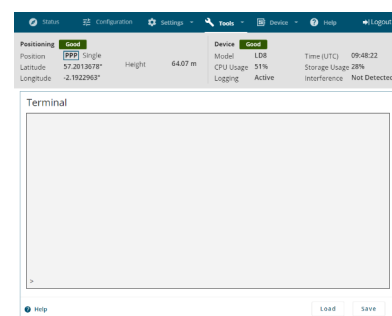 Status Configuration Settings Tools Device Help Logout
Positioning Good Device Good
Position PPP Single Model LD8 Time (UTC) 09:48:22
Latitude 57.2013678° Height 64.07 m CPU Usage 51% Storage Usage 28%
Longitude -2.1922963° Logging Active Interference Not Detected
Terminal
>
Help Load Save